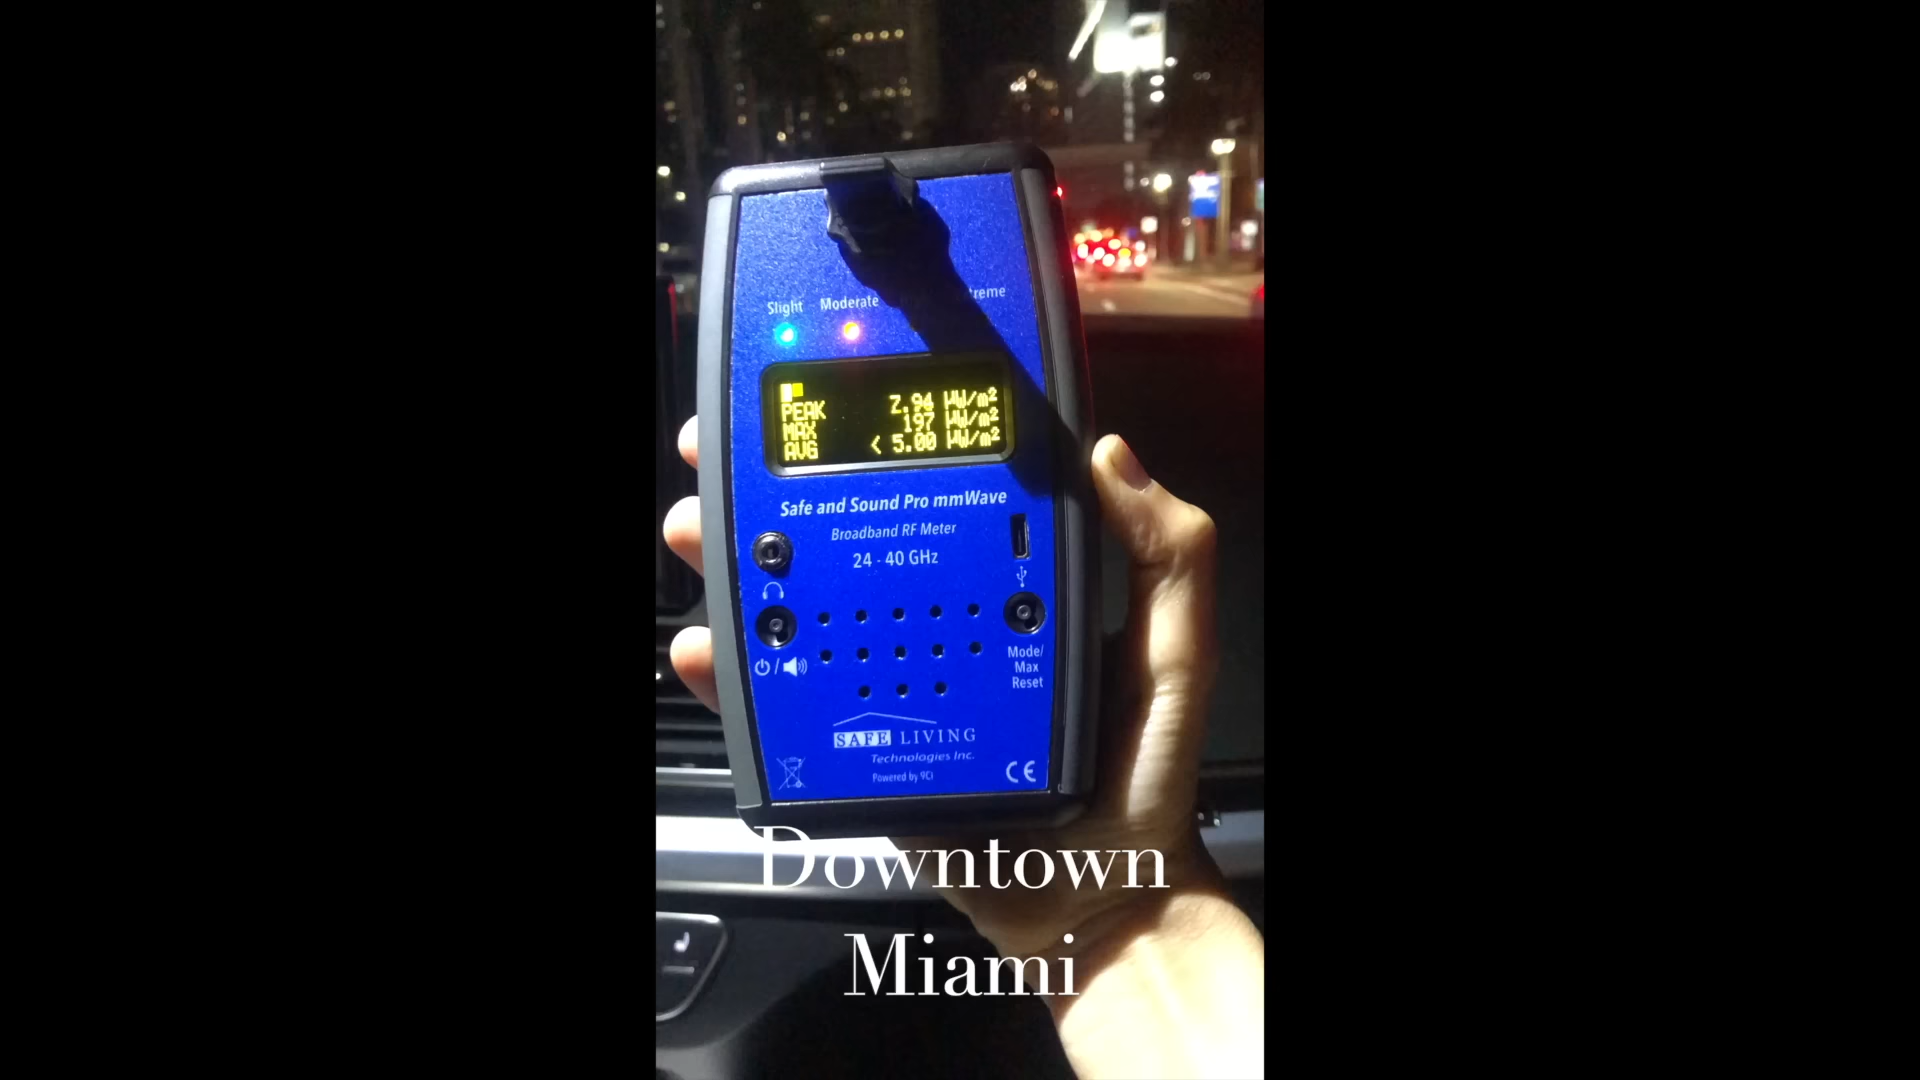 Slight Moderate treme
PEAK 7.94 µW/m²
MAX 197 µW/m²
AVG < 5.00 µW/m²
Safe and Sound Pro mmWave
Broadband RF Meter
24 - 40 GHz
Mode/
Max
Reset
SAFE LIVING
Technologies Inc.
Powered by 9Ci
CE
Downtown
Miami